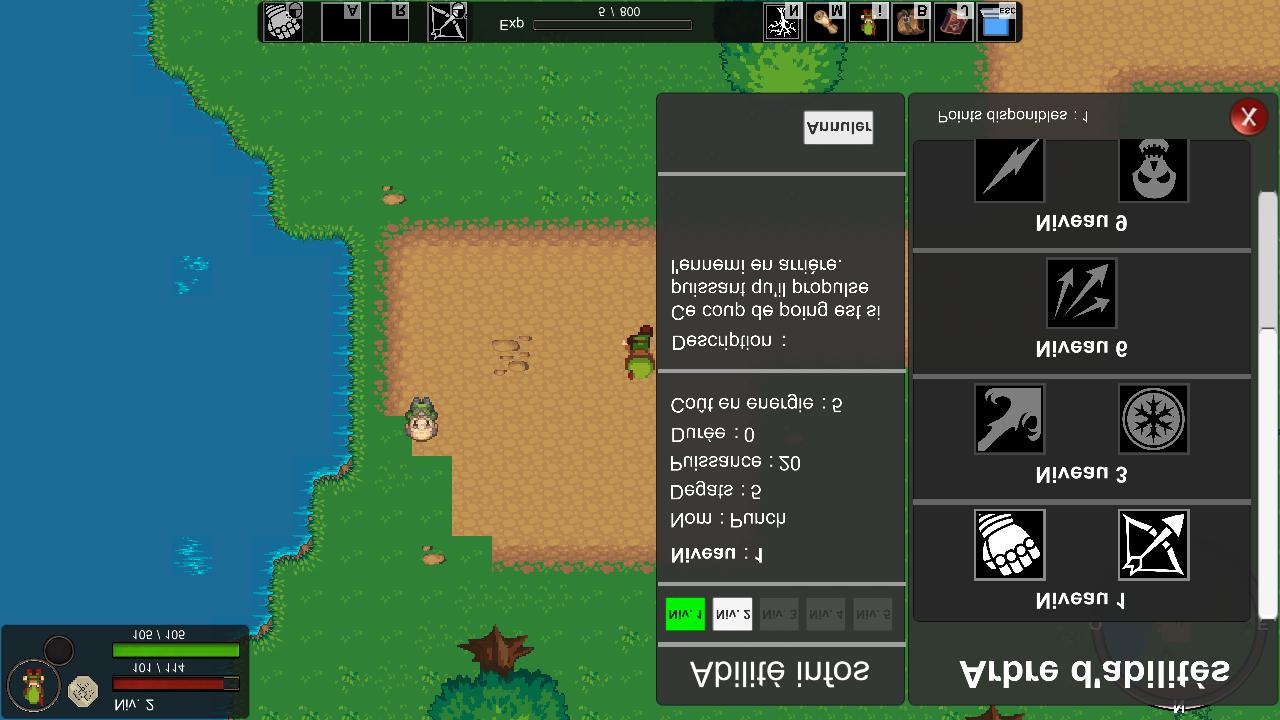 Niv. 2
101 / 114
105 / 105
Abilité infos
Niv. 1 Niv. 2 Niv. 3 Niv. 4 Niv. 5
Niveau : 1
Nom : Punch
Degats : 5
Puissance : 20
Durée : 0
Coût en energie : 5
Description :
Ce coup de poing est si
puissant qu'il propulse
l'ennemi en arrière.
Annuler
N
Arbre d'abilités
Niveau 1
Niveau 3
Niveau 6
Niveau 9
Points disponibles : 1
X
A
R
Exp
5 / 800
N
M
I
B
J
ESC